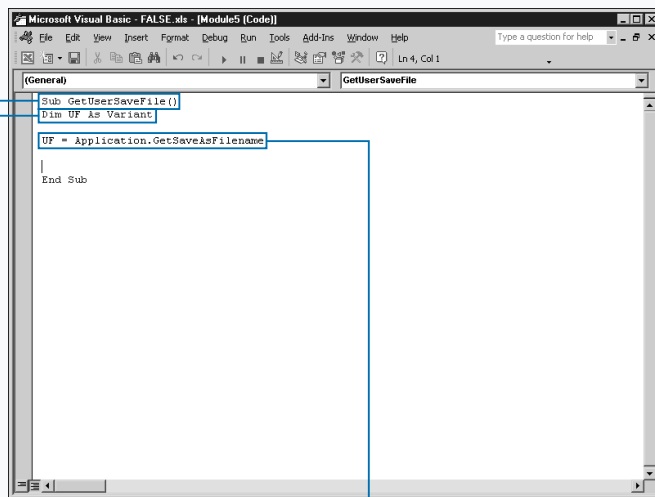 Microsoft Visual Basic - FALSE.xls - [Module5 (Code)]
File Edit View Insert Format Debug Run Tools Add-Ins Window Help Type a question for help
Ln 4, Col 1
(General) GetUserSaveFile
Sub GetUserSaveFile()
Dim UF As Variant
UF = Application.GetSaveAsFilename
End Sub